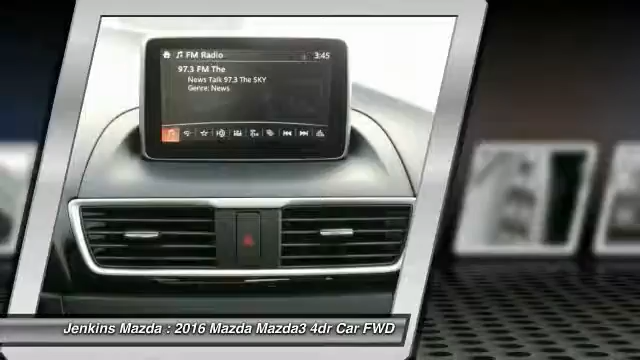 FM Radio 3:45
97.3 FM The
News Talk 97.3 The SKY
Genre: News
Jenkins Mazda : 2016 Mazda Mazda3 4dr Car FWD